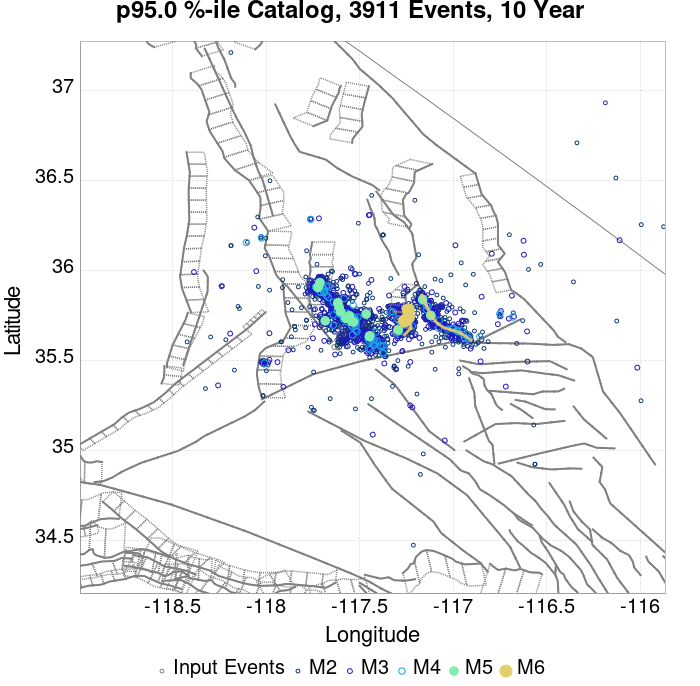 p95.0 %-ile Catalog, 3911 Events, 10 Year
37
36.5
36
35.5
35
34.5
Latitude
-118.5 -118 -117.5 -117 -116.5 -116
Longitude
Input Events M2 M3 M4 M5 M6